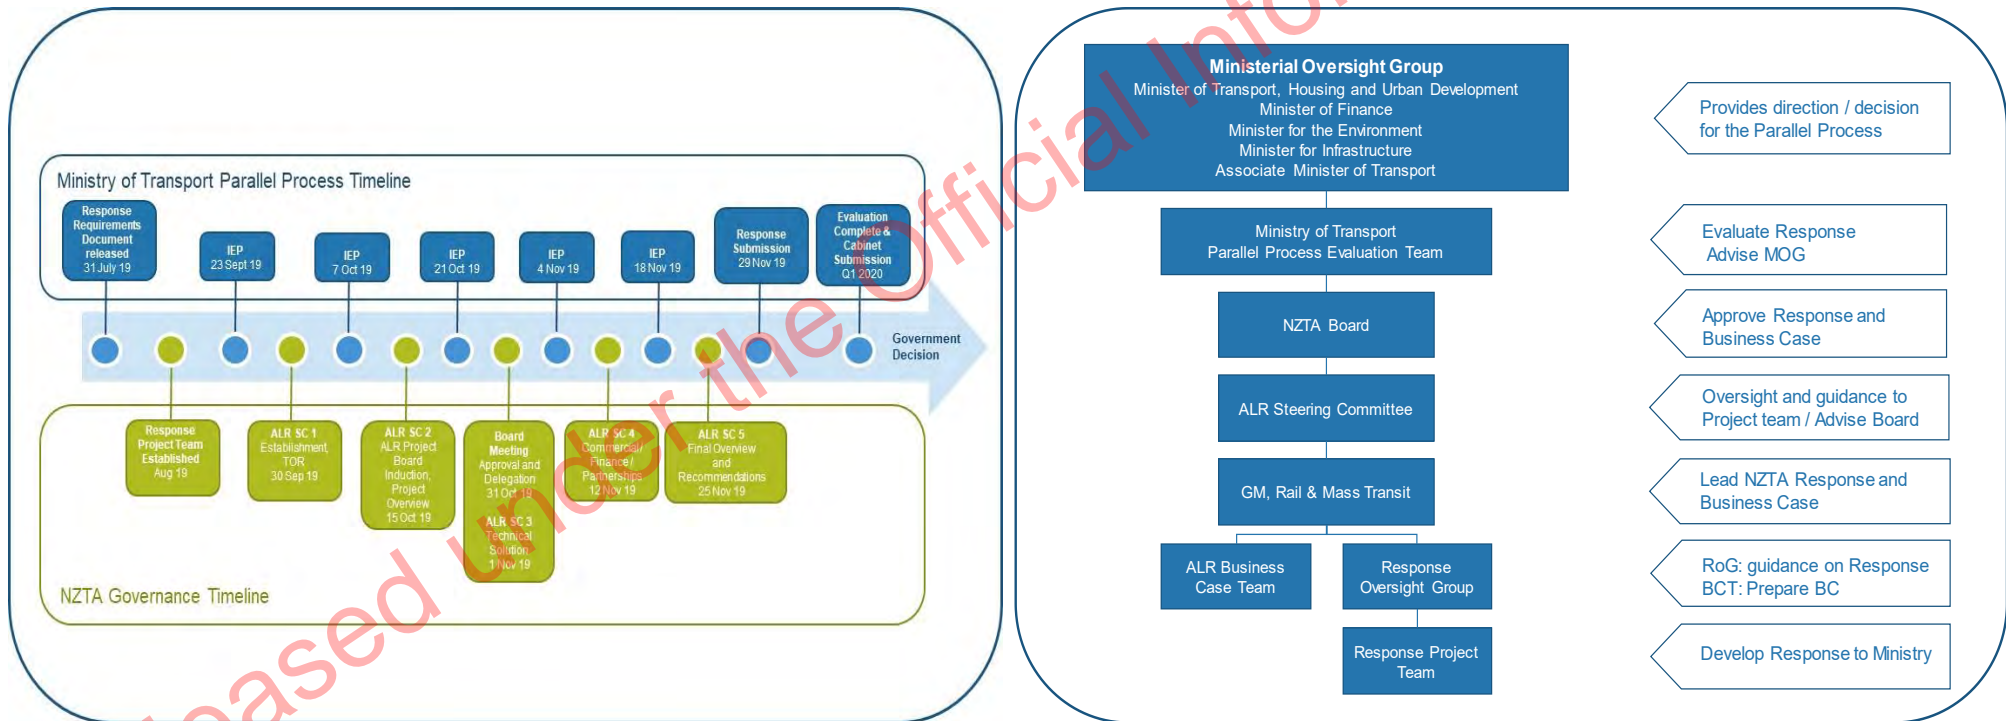 Ministry of Transport Parallel Process Timeline
Response
Requirements
Document
released
31 July 19
IEP
23 Sept 19
IEP
7 Oct 19
IEP
21 Oct 19
IEP
4 Nov 19
IEP
18 Nov 19
Response
Submission
29 Nov 19
Evaluation
Complete &
Cabinet
Submission
Q1 2020
Government
Decision
Response
Project Team
Established
Aug 19
ALR SC 1
Establishment,
TOR
30 Sep 19
ALR SC 2
ALR Project
Board
Induction,
Project
Overview
15 Oct 19
Board
Meeting
Approval and
Delegation
31 Oct 19
ALR SC 3
Technical
Solution
1 Nov 19
ALR SC 4
Commercial/
Finance /
Partnerships
12 Nov 19
ALR SC 5
Final Overview
and
Recommendations
25 Nov 19
NZTA Governance Timeline
Ministerial Oversight Group
Minister of Transport, Housing and Urban Development
Minister of Finance
Minister for the Environment
Minister for Infrastructure
Associate Minister of Transport
Provides direction / decision
for the Parallel Process
Ministry of Transport
Parallel Process Evaluation Team
Evaluate Response
Advise MOG
NZTA Board
Approve Response and
Business Case
ALR Steering Committee
Oversight and guidance to
Project team / Advise Board
GM, Rail & Mass Transit
Lead NZTA Response and
Business Case
ALR Business
Case Team
Response
Oversight Group
RoG: guidance on Response
BCT: Prepare BC
Response Project
Team
Develop Response to Ministry
under the Official